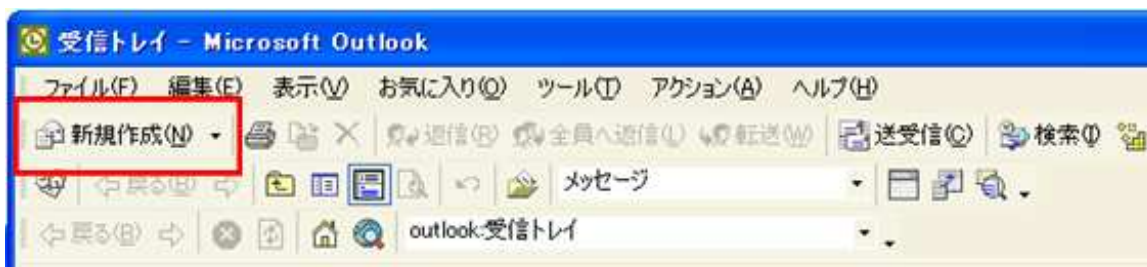 受信トレイ - Microsoft Outlook
ファイル(F) 編集(E) 表示(V) お気に入り(O) ツール(T) アクション(A) ヘルプ(H)
新規作成(N) 返信(R) 全員へ返信(L) 転送(W) 送受信(C) 検索(I)
戻る(B) メッセージ
戻る(B) outlook:受信トレイ